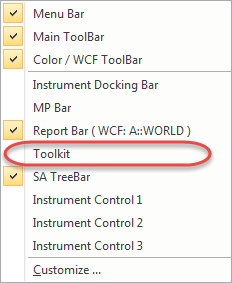 Menu Bar
Main ToolBar
Color / WCF ToolBar
Instrument Docking Bar
MP Bar
Report Bar ( WCF: A::WORLD )
Toolkit
SA TreeBar
Instrument Control 1
Instrument Control 2
Instrument Control 3
Customize ...